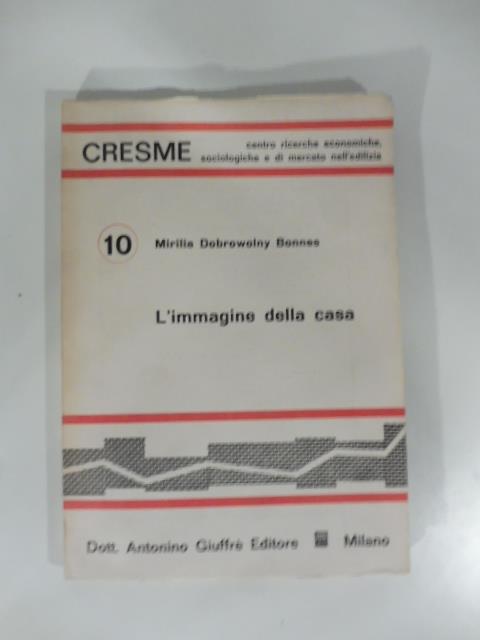 CRESME
centro ricerche economiche,
sociologiche e di mercato nell'edilizia
10
Mirilia Dobrowolny Bonnes
L'immagine della casa
Dott. Antonino Giuffrè Editore Milano